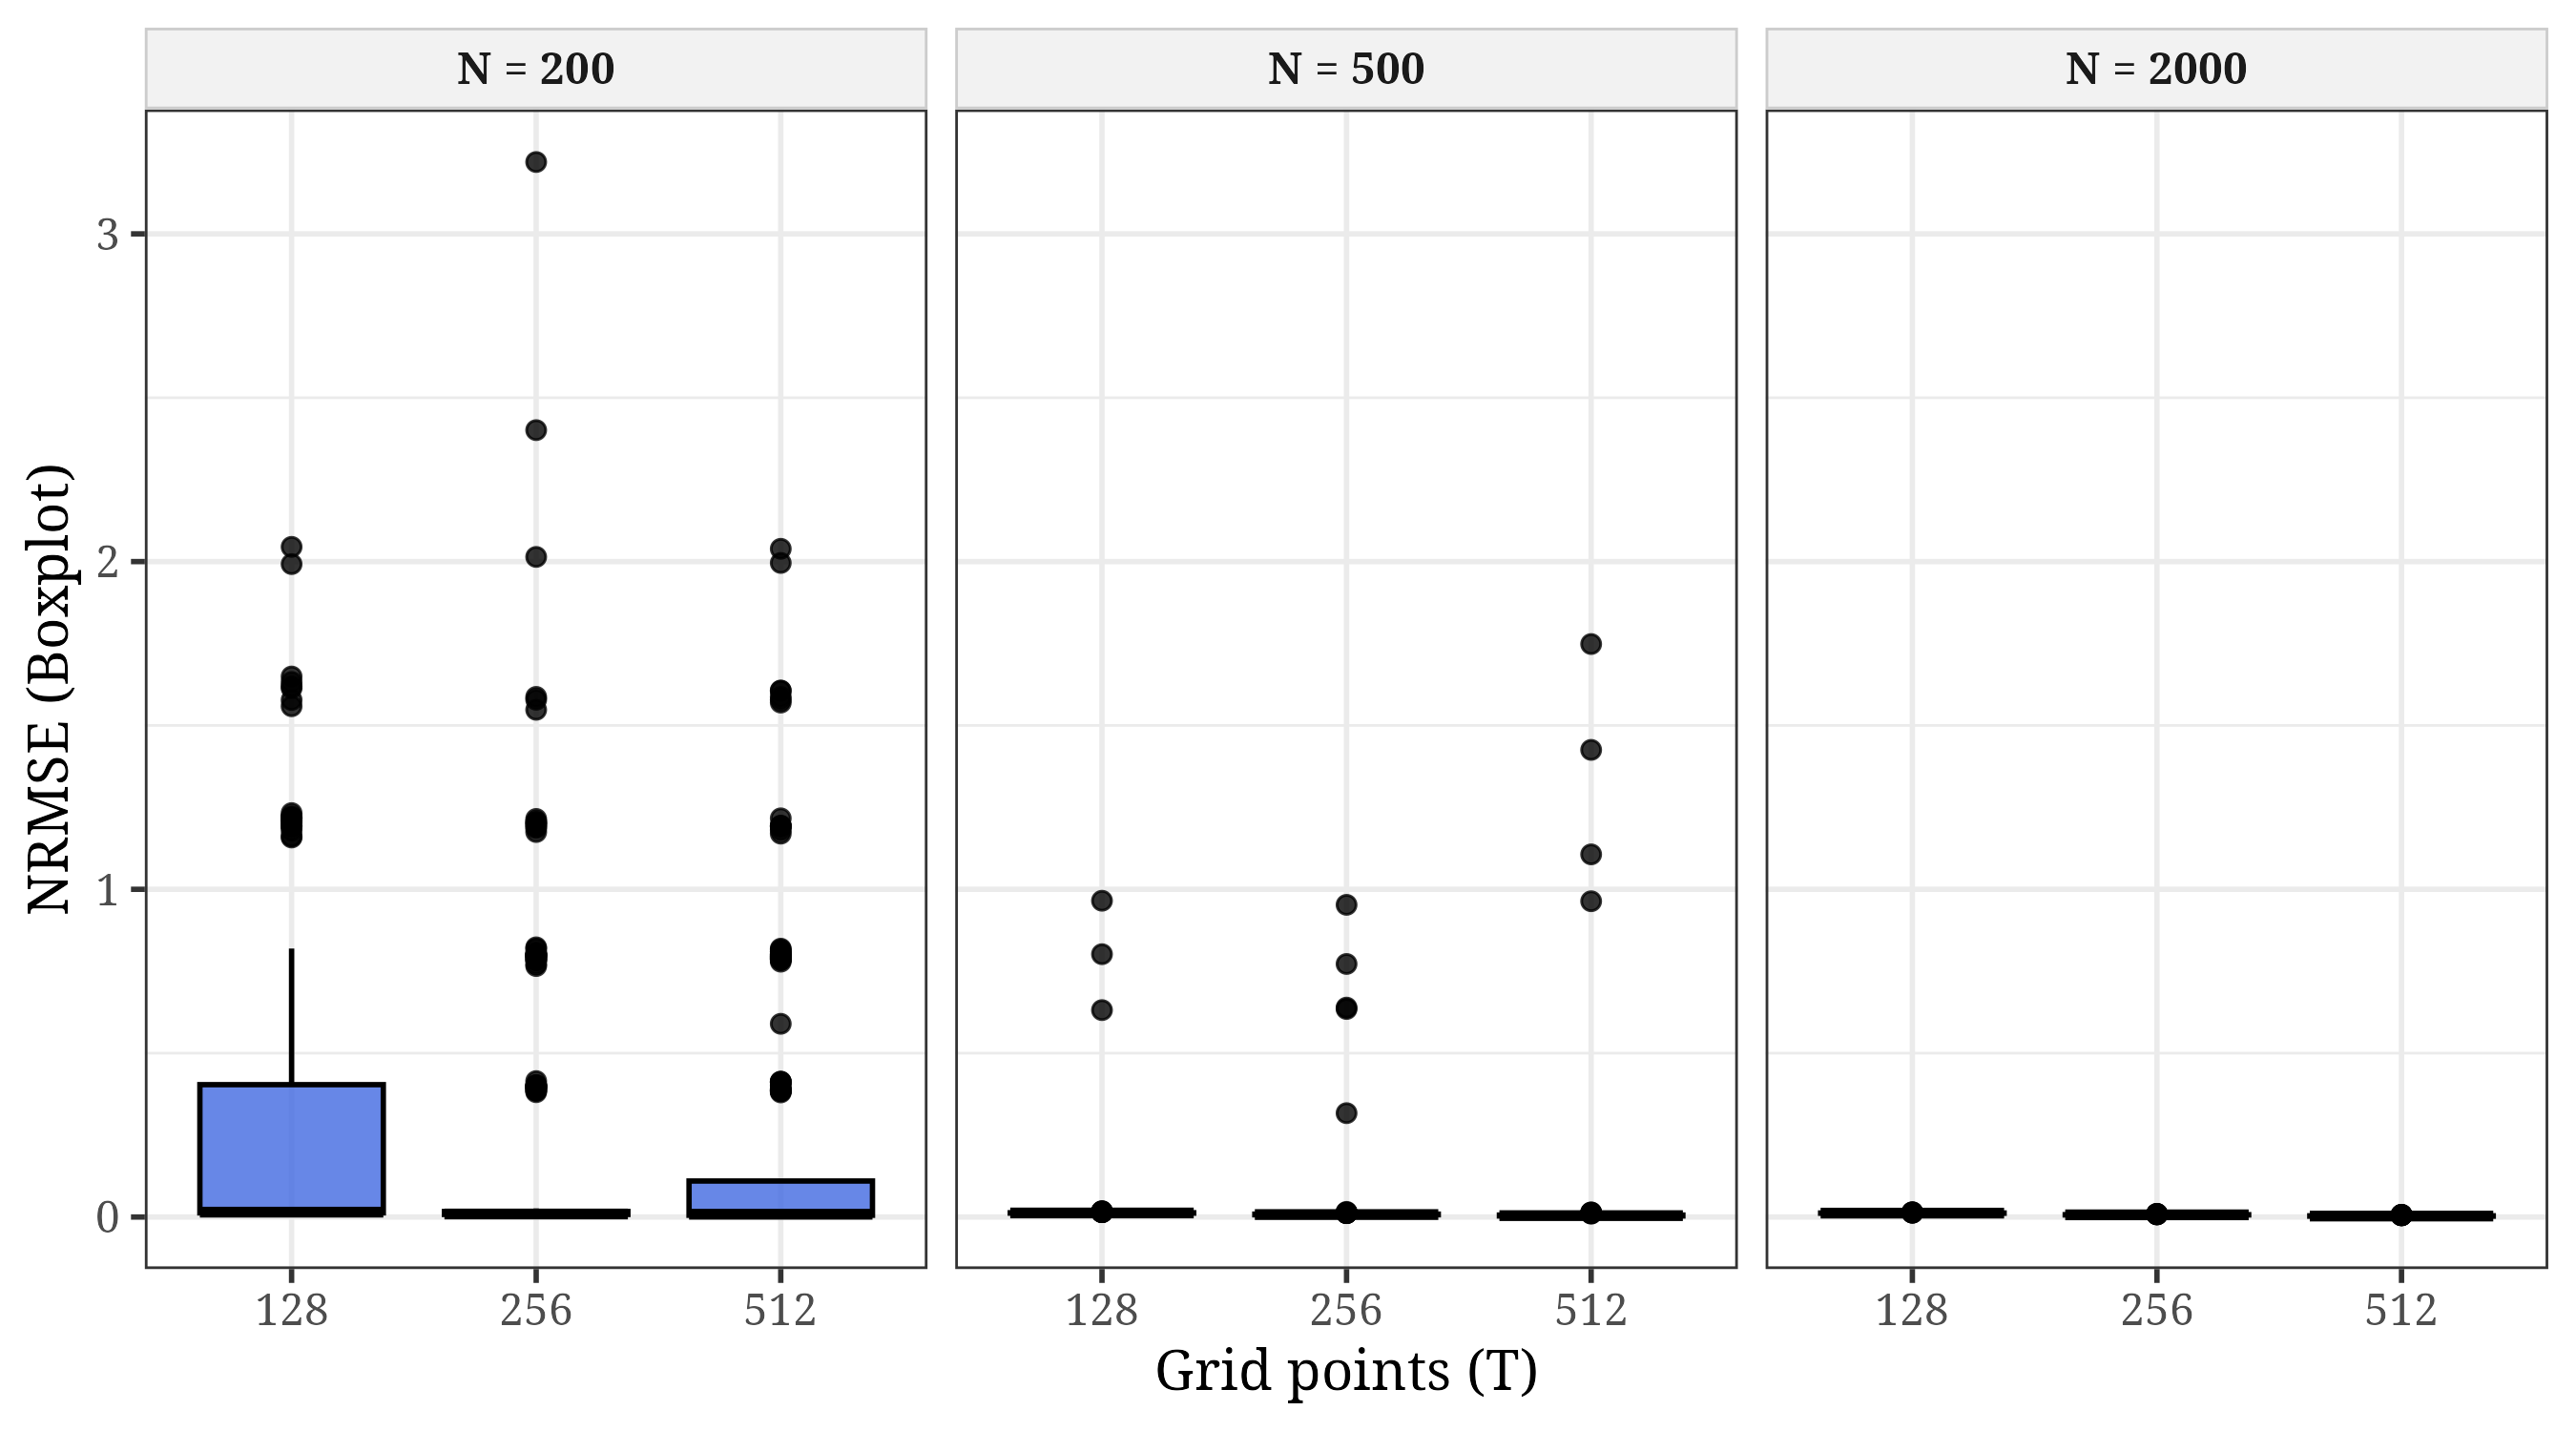 N = 200
N = 500
N = 2000
NRMSE (Boxplot)
3
2
1
0
128 256 512
128 256 512
128 256 512
Grid points (T)